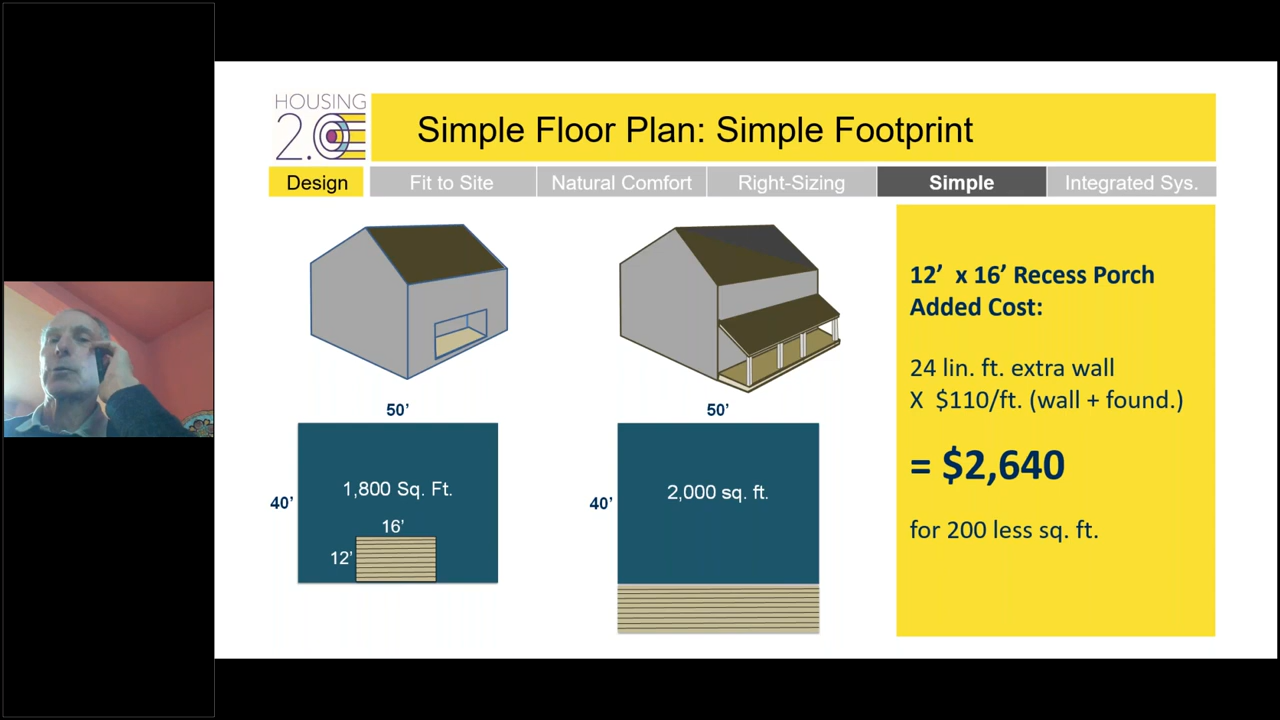 HOUSING
2.0
Simple Floor Plan: Simple Footprint
Design
Fit to Site
Natural Comfort
Right-Sizing
Simple
Integrated Sys.
50’
40’
1,800 Sq. Ft.
16’
12’
50’
40’
2,000 sq. ft.
12’ x 16’ Recess Porch
Added Cost:
24 lin. ft. extra wall
X $110/ft. (wall + found.)
= $2,640
for 200 less sq. ft.